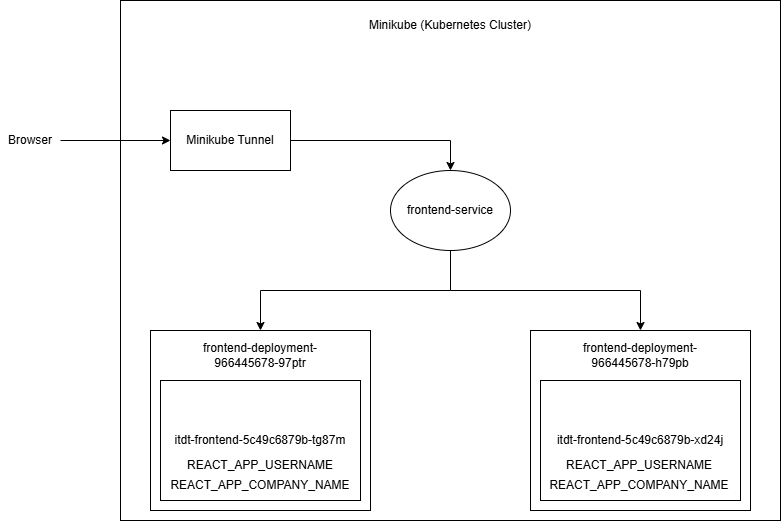 Minikube (Kubernetes Cluster)
Browser
Minikube Tunnel
frontend-service
frontend-deployment-
966445678-97ptr
itdt-frontend-5c49c6879b-tg87m
REACT_APP_USERNAME
REACT_APP_COMPANY_NAME
frontend-deployment-
966445678-h79pb
itdt-frontend-5c49c6879b-xd24j
REACT_APP_USERNAME
REACT_APP_COMPANY_NAME